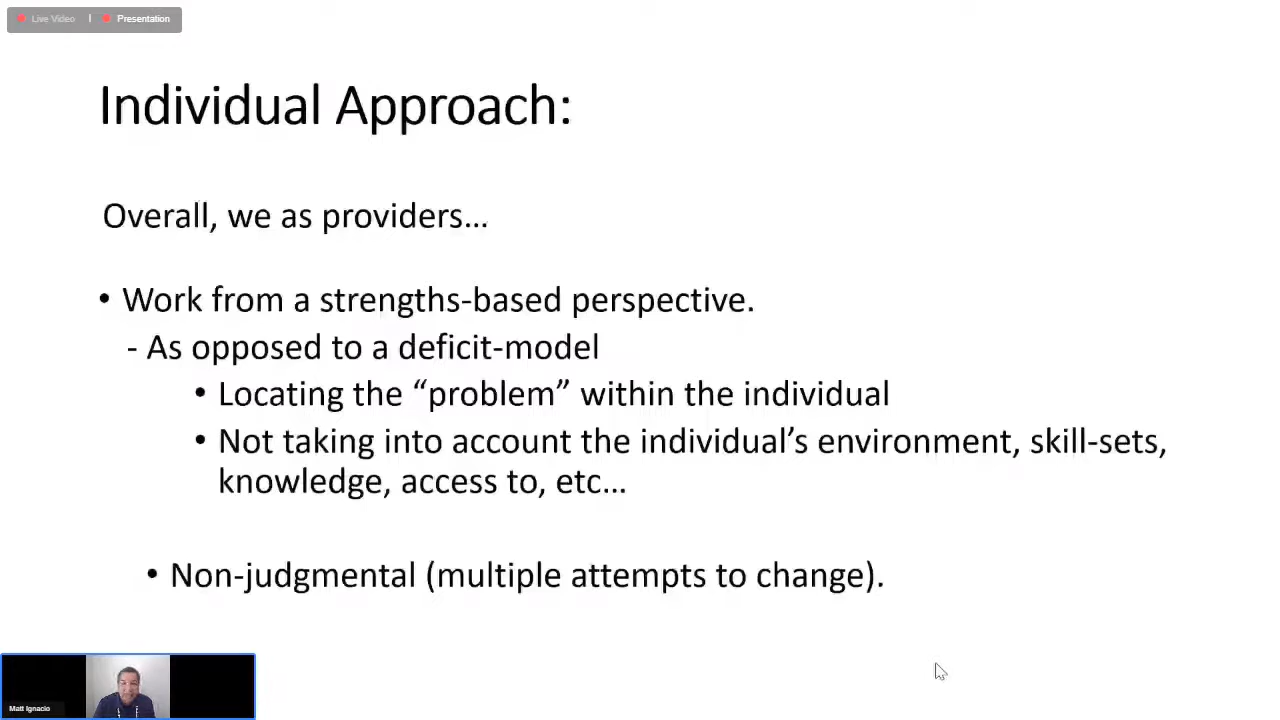 Live Video | Presentation
Individual Approach:
Overall, we as providers…
• Work from a strengths-based perspective.
- As opposed to a deficit-model
• Locating the “problem” within the individual
• Not taking into account the individual’s environment, skill-sets,
knowledge, access to, etc…
• Non-judgmental (multiple attempts to change).
Matt Ignacio